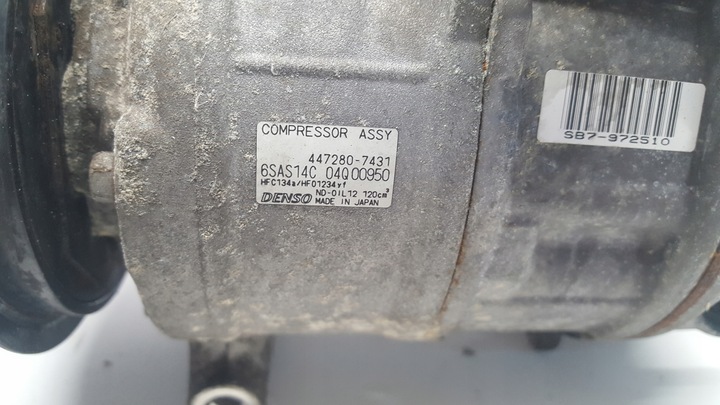 COMPRESSOR ASSY
447280-7431
6SAS14C 04Q00950
HFC134a/HFO1234yf
ND-OIL12 120cm³
DENSO MADE IN JAPAN
SB7-972510